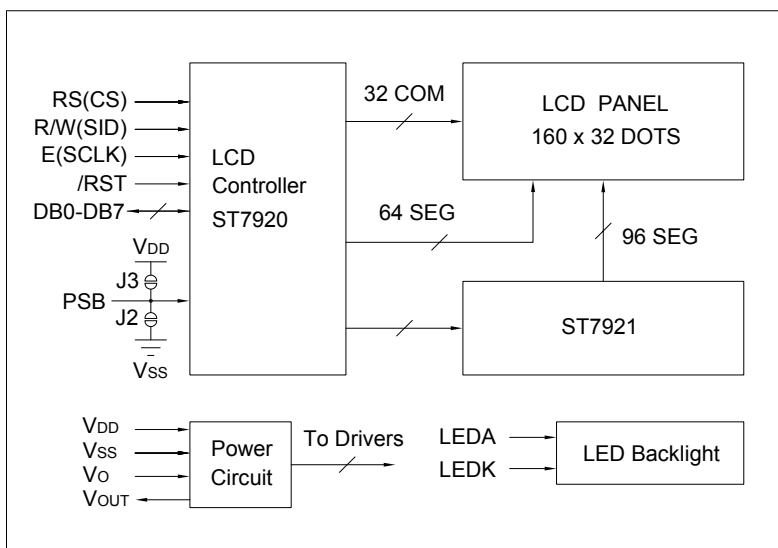 RS(CS)
R/W(SID)
E(SCLK)
/RST
DB0-DB7
VDD
J3
PSB
J2
VSS
LCD
Controller
ST7920
32 COM
64 SEG
LCD PANEL
160 x 32 DOTS
96 SEG
ST7921
VDD
VSS
VO
VOUT
Power
Circuit
To Drivers
LEDA
LEDK
LED Backlight